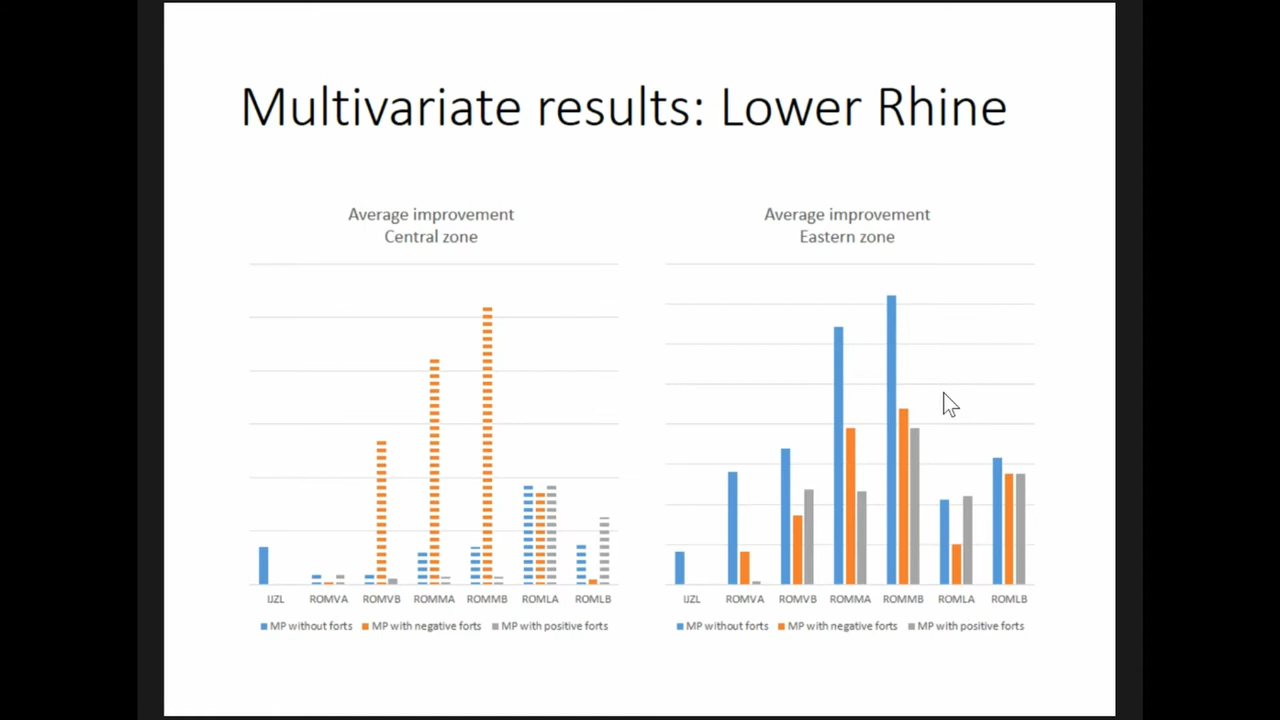 Multivariate results: Lower Rhine
Average improvement
Central zone
IJZL ROMVA ROMVB ROMMA ROMMB ROMLA ROMLB
MP without forts MP with negative forts MP with positive forts
Average improvement
Eastern zone
IJZL ROMVA ROMVB ROMMA ROMMB ROMLA ROMLB
MP without forts MP with negative forts MP with positive forts